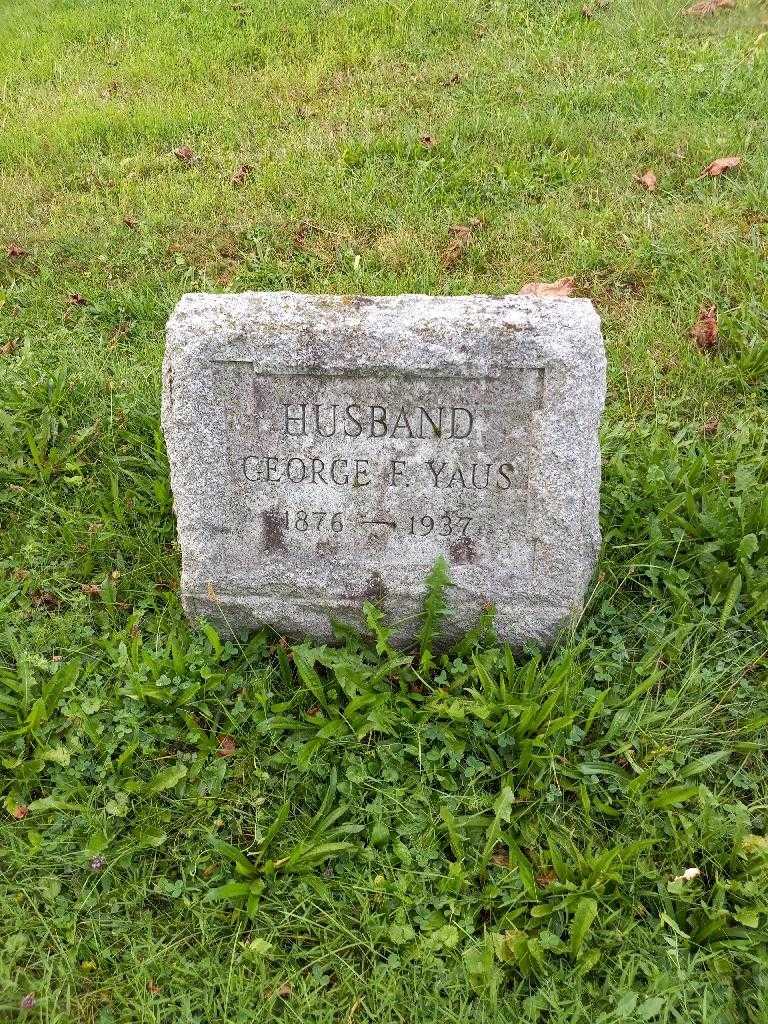 HUSBAND
GEORGE F. YAUS
1876 — 1937